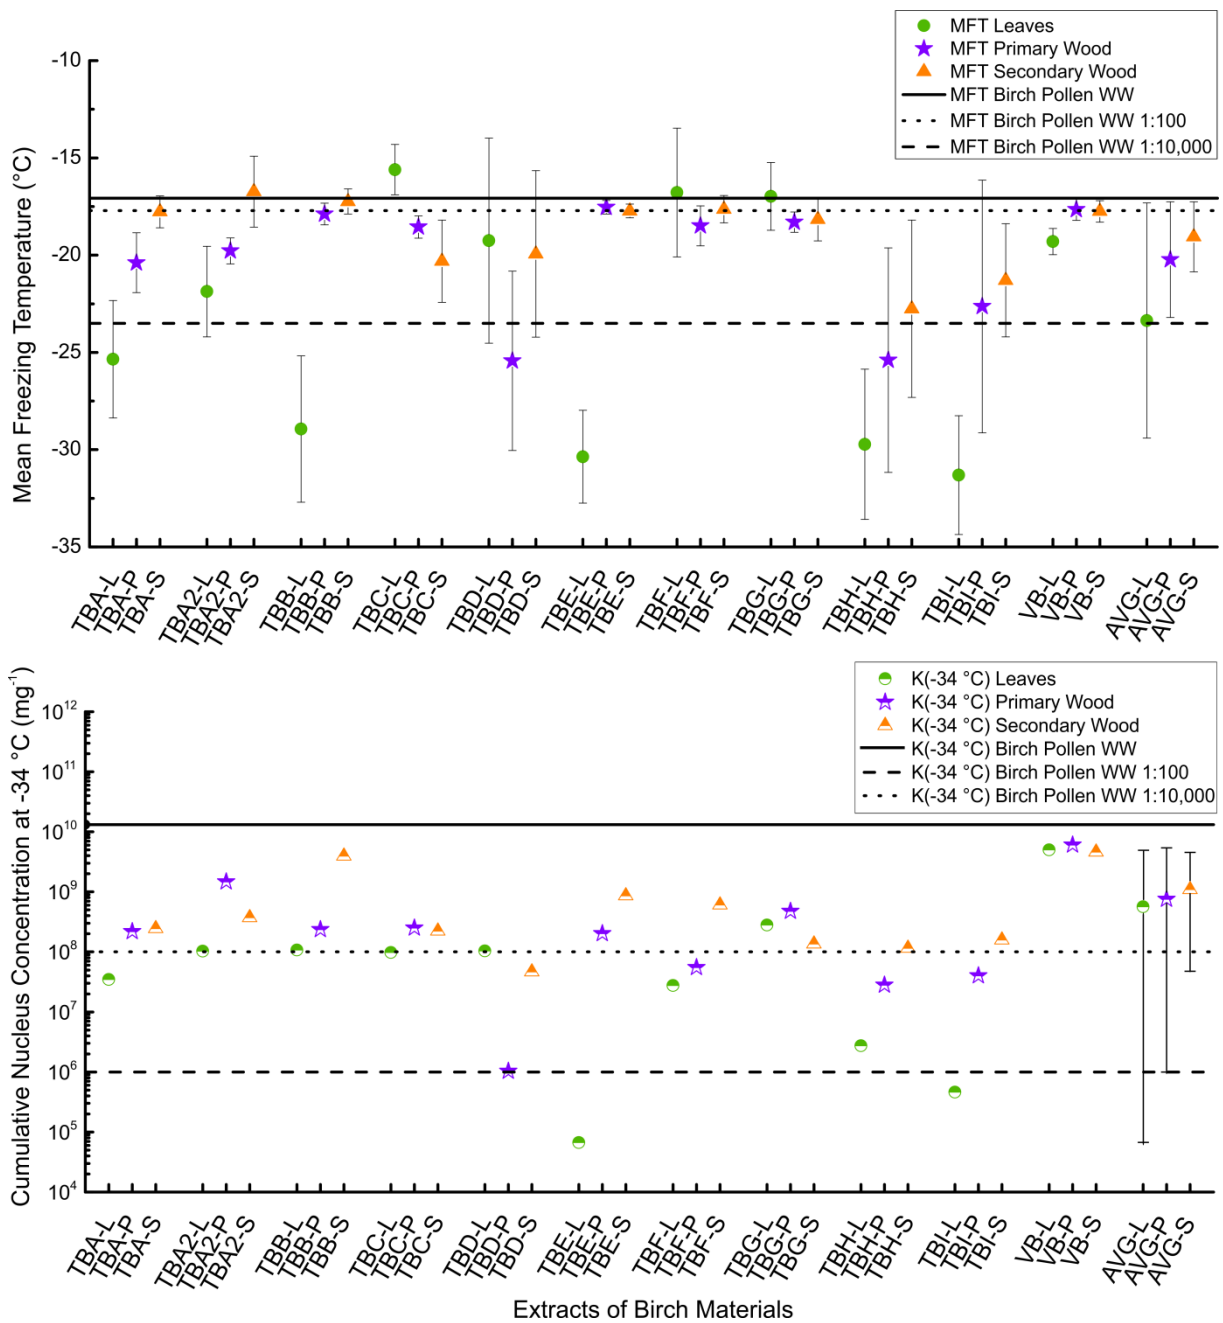 MFT Leaves
MFT Primary Wood
MFT Secondary Wood
MFT Birch Pollen WW
MFT Birch Pollen WW 1:100
MFT Birch Pollen WW 1:10,000
Mean Freezing Temperature (°C)
-10
-15
-20
-25
-30
-35
TBA-L
TBA-P
TBA-S
TBA2-L
TBA2-P
TBA2-S
TBB-L
TBB-P
TBB-S
TBC-L
TBC-P
TBC-S
TBD-L
TBD-P
TBD-S
TBE-L
TBE-P
TBE-S
TBF-L
TBF-P
TBF-S
TBG-L
TBG-P
TBG-S
TBH-L
TBH-P
TBH-S
TBI-L
TBI-P
TBI-S
VB-L
VB-P
VB-S
AVG-L
AVG-P
AVG-S
K(-34 °C) Leaves
K(-34 °C) Primary Wood
K(-34 °C) Secondary Wood
K(-34 °C) Birch Pollen WW
K(-34 °C) Birch Pollen WW 1:100
K(-34 °C) Birch Pollen WW 1:10,000
Cumulative Nucleus Concentration at -34 °C (mg⁻¹)
10¹²
10¹¹
10¹⁰
10⁹
10⁸
10⁷
10⁶
10⁵
10⁴
TBA-L
TBA-P
TBA-S
TBA2-L
TBA2-P
TBA2-S
TBB-L
TBB-P
TBB-S
TBC-L
TBC-P
TBC-S
TBD-L
TBD-P
TBD-S
TBE-L
TBE-P
TBE-S
TBF-L
TBF-P
TBF-S
TBG-L
TBG-P
TBG-S
TBH-L
TBH-P
TBH-S
TBI-L
TBI-P
TBI-S
VB-L
VB-P
VB-S
AVG-L
AVG-P
AVG-S
Extracts of Birch Materials